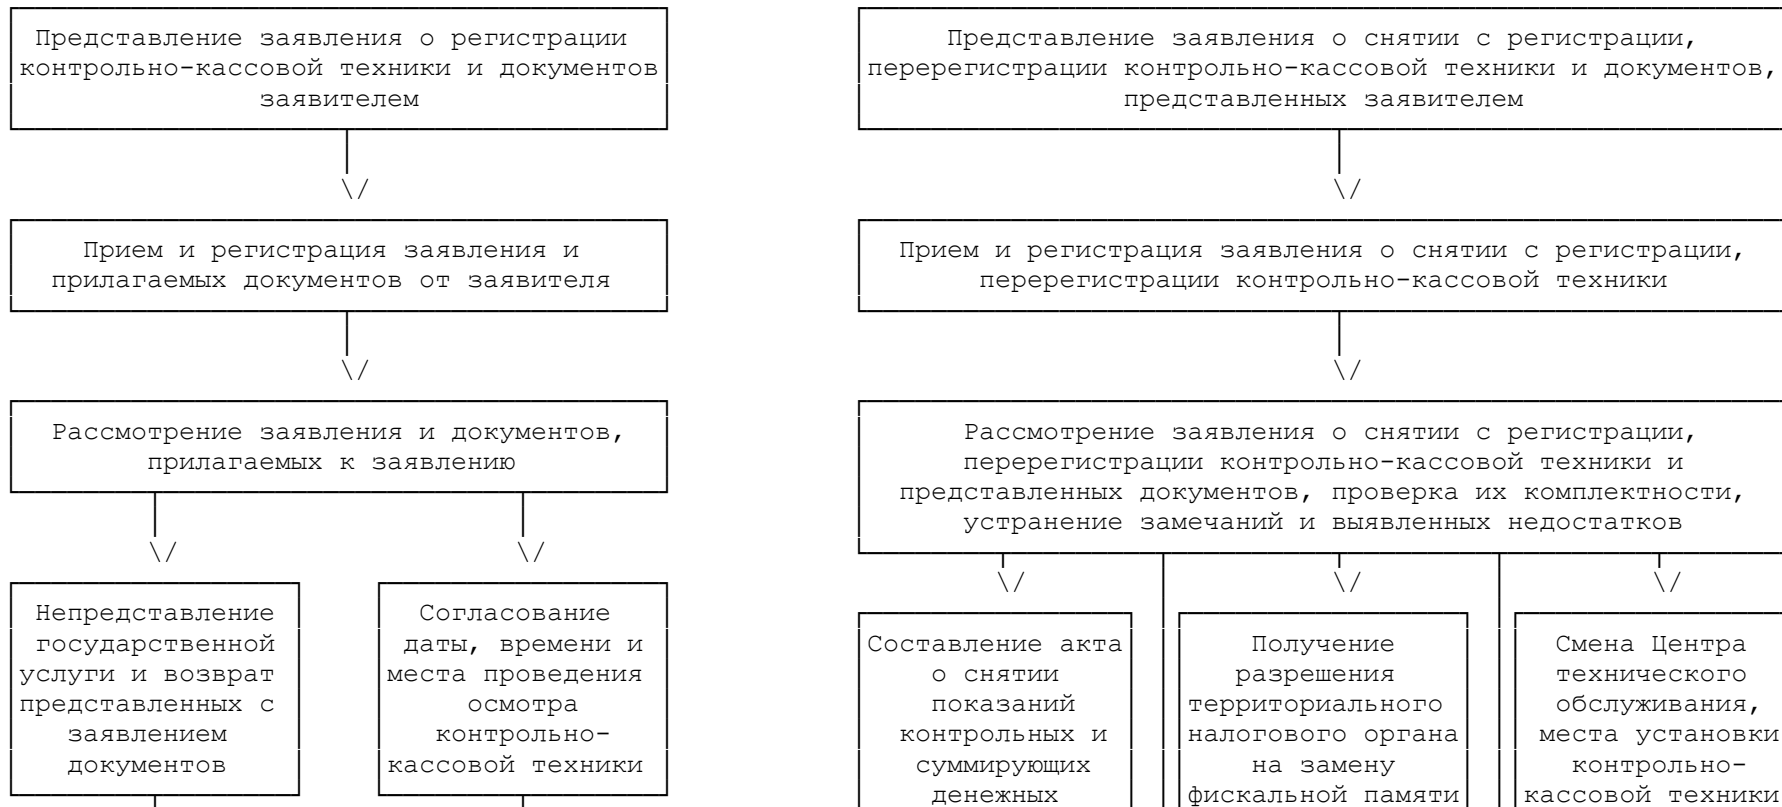 Представление заявления о регистрации
контрольно-кассовой техники и документов
заявителем
Прием и регистрация заявления и
прилагаемых документов от заявителя
Рассмотрение заявления и документов,
прилагаемых к заявлению
Непредставление
государственной
услуги и возврат
представленных с
заявлением
документов
Согласование
даты, времени и
места проведения
осмотра
контрольно-
кассовой техники
Представление заявления о снятии с регистрации,
перерегистрации контрольно-кассовой техники и документов,
представленных заявителем
Прием и регистрация заявления о снятии с регистрации,
перерегистрации контрольно-кассовой техники
Рассмотрение заявления о снятии с регистрации,
перерегистрации контрольно-кассовой техники и
представленных документов, проверка их комплектности,
устранение замечаний и выявленных недостатков
Составление акта
о снятии
показаний
контрольных и
суммирующих
денежных
Получение
разрешения
территориального
налогового органа
на замену
фискальной памяти
Смена Центра
технического
обслуживания,
места установки
контрольно-
кассовой техники